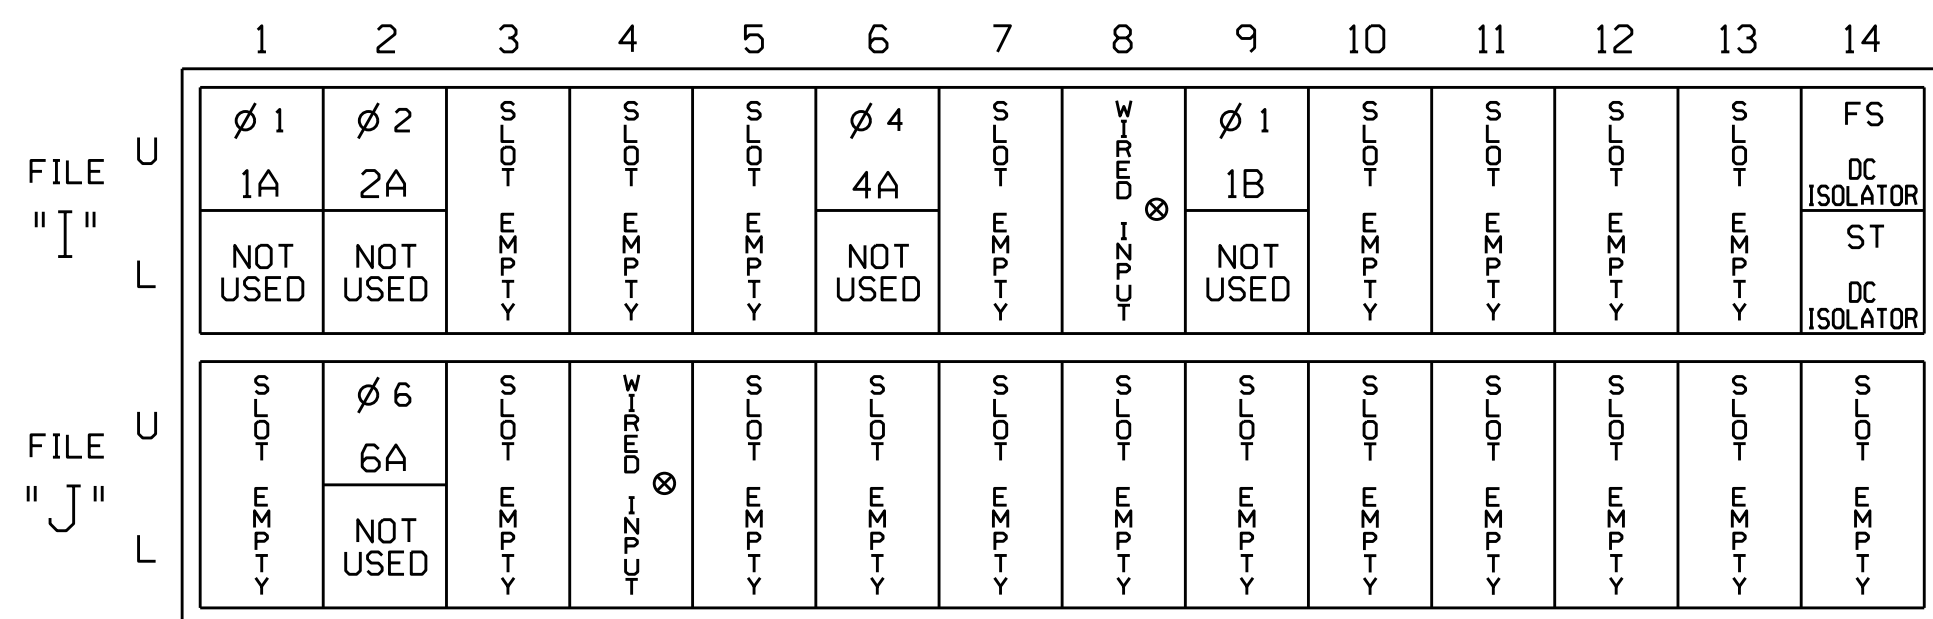 1 2 3 4 5 6 7 8 9 10 11 12 13 14
FILE "I"
U
L
Ø 1
1A
NOT
USED
Ø 2
2A
NOT
USED
SLOT EMPTY
SLOT EMPTY
SLOT EMPTY
Ø 4
4A
NOT
USED
SLOT EMPTY
WIRED INPUT ⊗
Ø 1
1B
NOT
USED
SLOT EMPTY
SLOT EMPTY
SLOT EMPTY
SLOT EMPTY
FS
DC
ISOLATOR
ST
DC
ISOLATOR
FILE "J"
U
L
SLOT EMPTY
Ø 6
6A
NOT
USED
SLOT EMPTY
WIRED INPUT ⊗
SLOT EMPTY
SLOT EMPTY
SLOT EMPTY
SLOT EMPTY
SLOT EMPTY
SLOT EMPTY
SLOT EMPTY
SLOT EMPTY
SLOT EMPTY
SLOT EMPTY